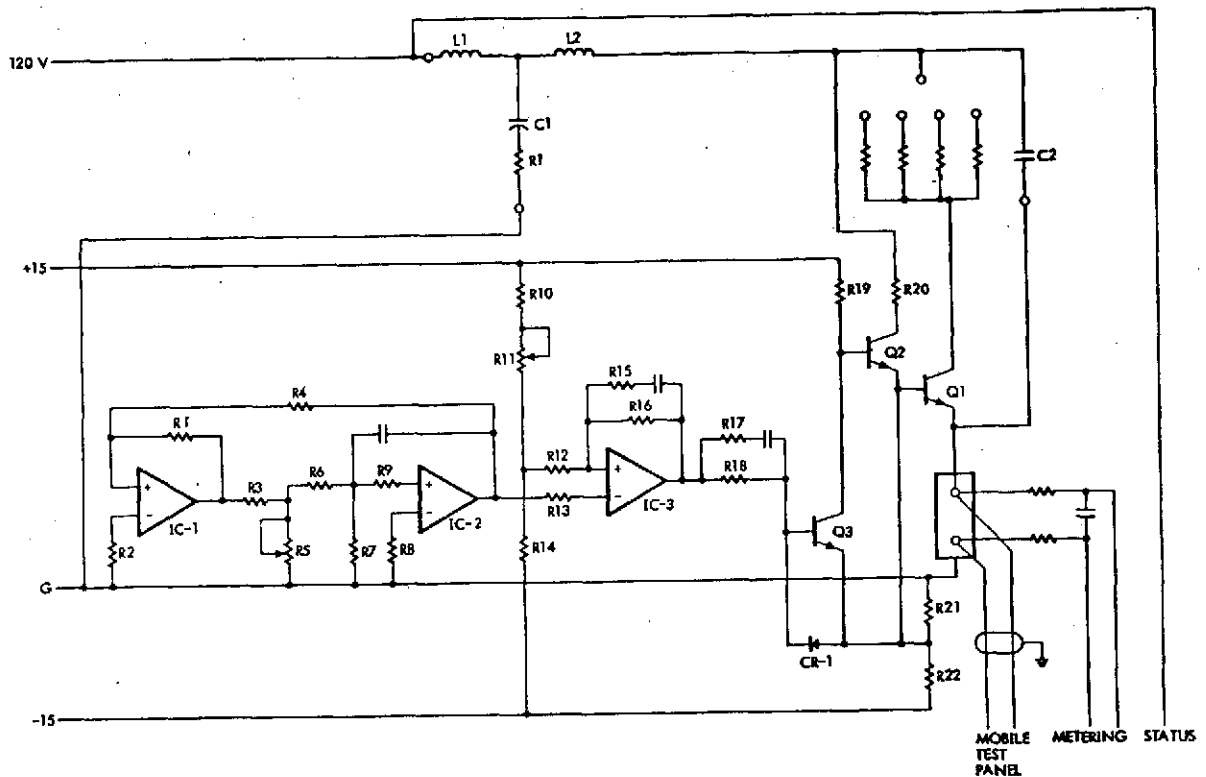 L1
L2
120 V
C1
R1
C2
+15
R10
R19
R20
R11
Q2
R4
R15
Q1
R1
R16
R17
R12
R18
R6
R9
+
+
+
R3
IC-3
−
−
−
IC-1
IC-2
R13
Q3
R2
R5
R7
R8
R14
G
R21
CR-1
R22
-15
MOBILE TEST PANEL
METERING
STATUS